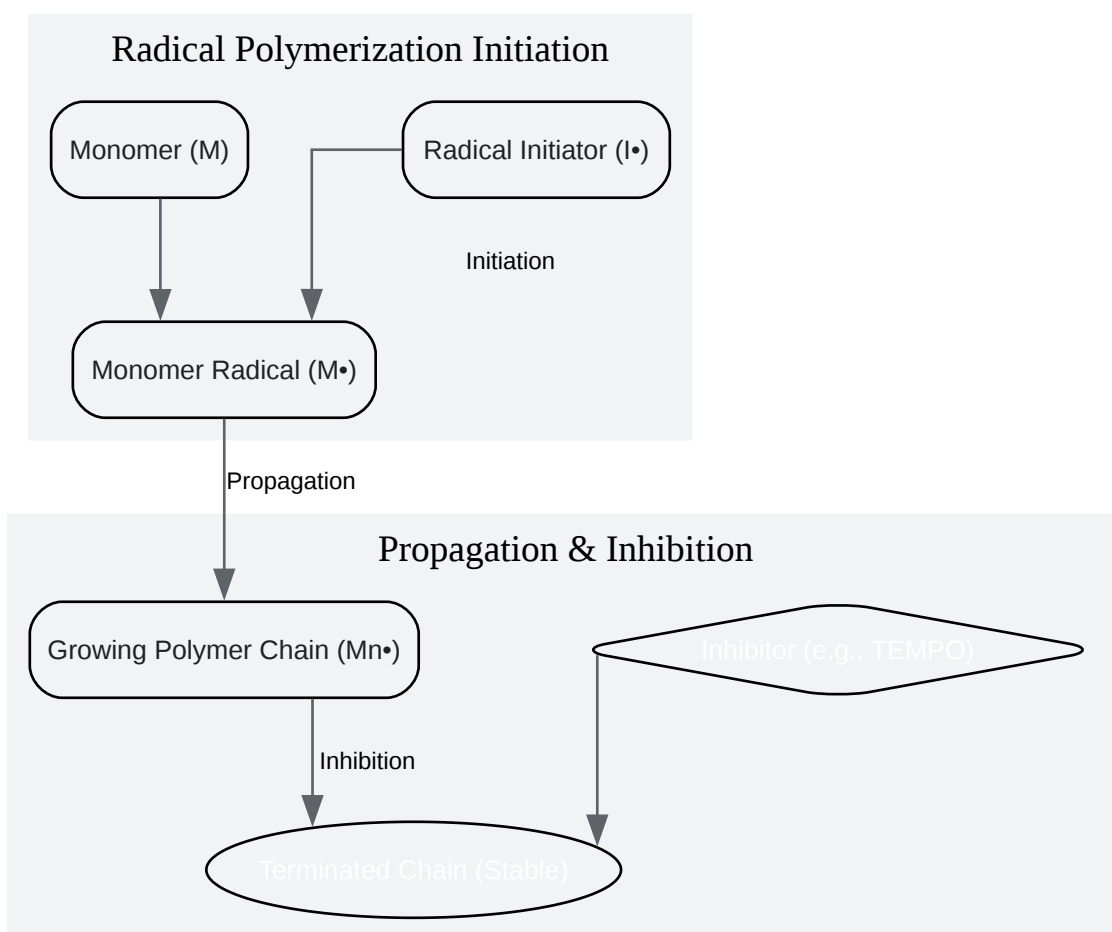 Radical Polymerization Initiation
Monomer (M)
Radical Initiator (I•)
Initiation
Monomer Radical (M•)
Propagation
Propagation & Inhibition
Growing Polymer Chain (Mn•)
Inhibitor (e.g., TEMPO)
Inhibition
Terminated Chain (Stable)